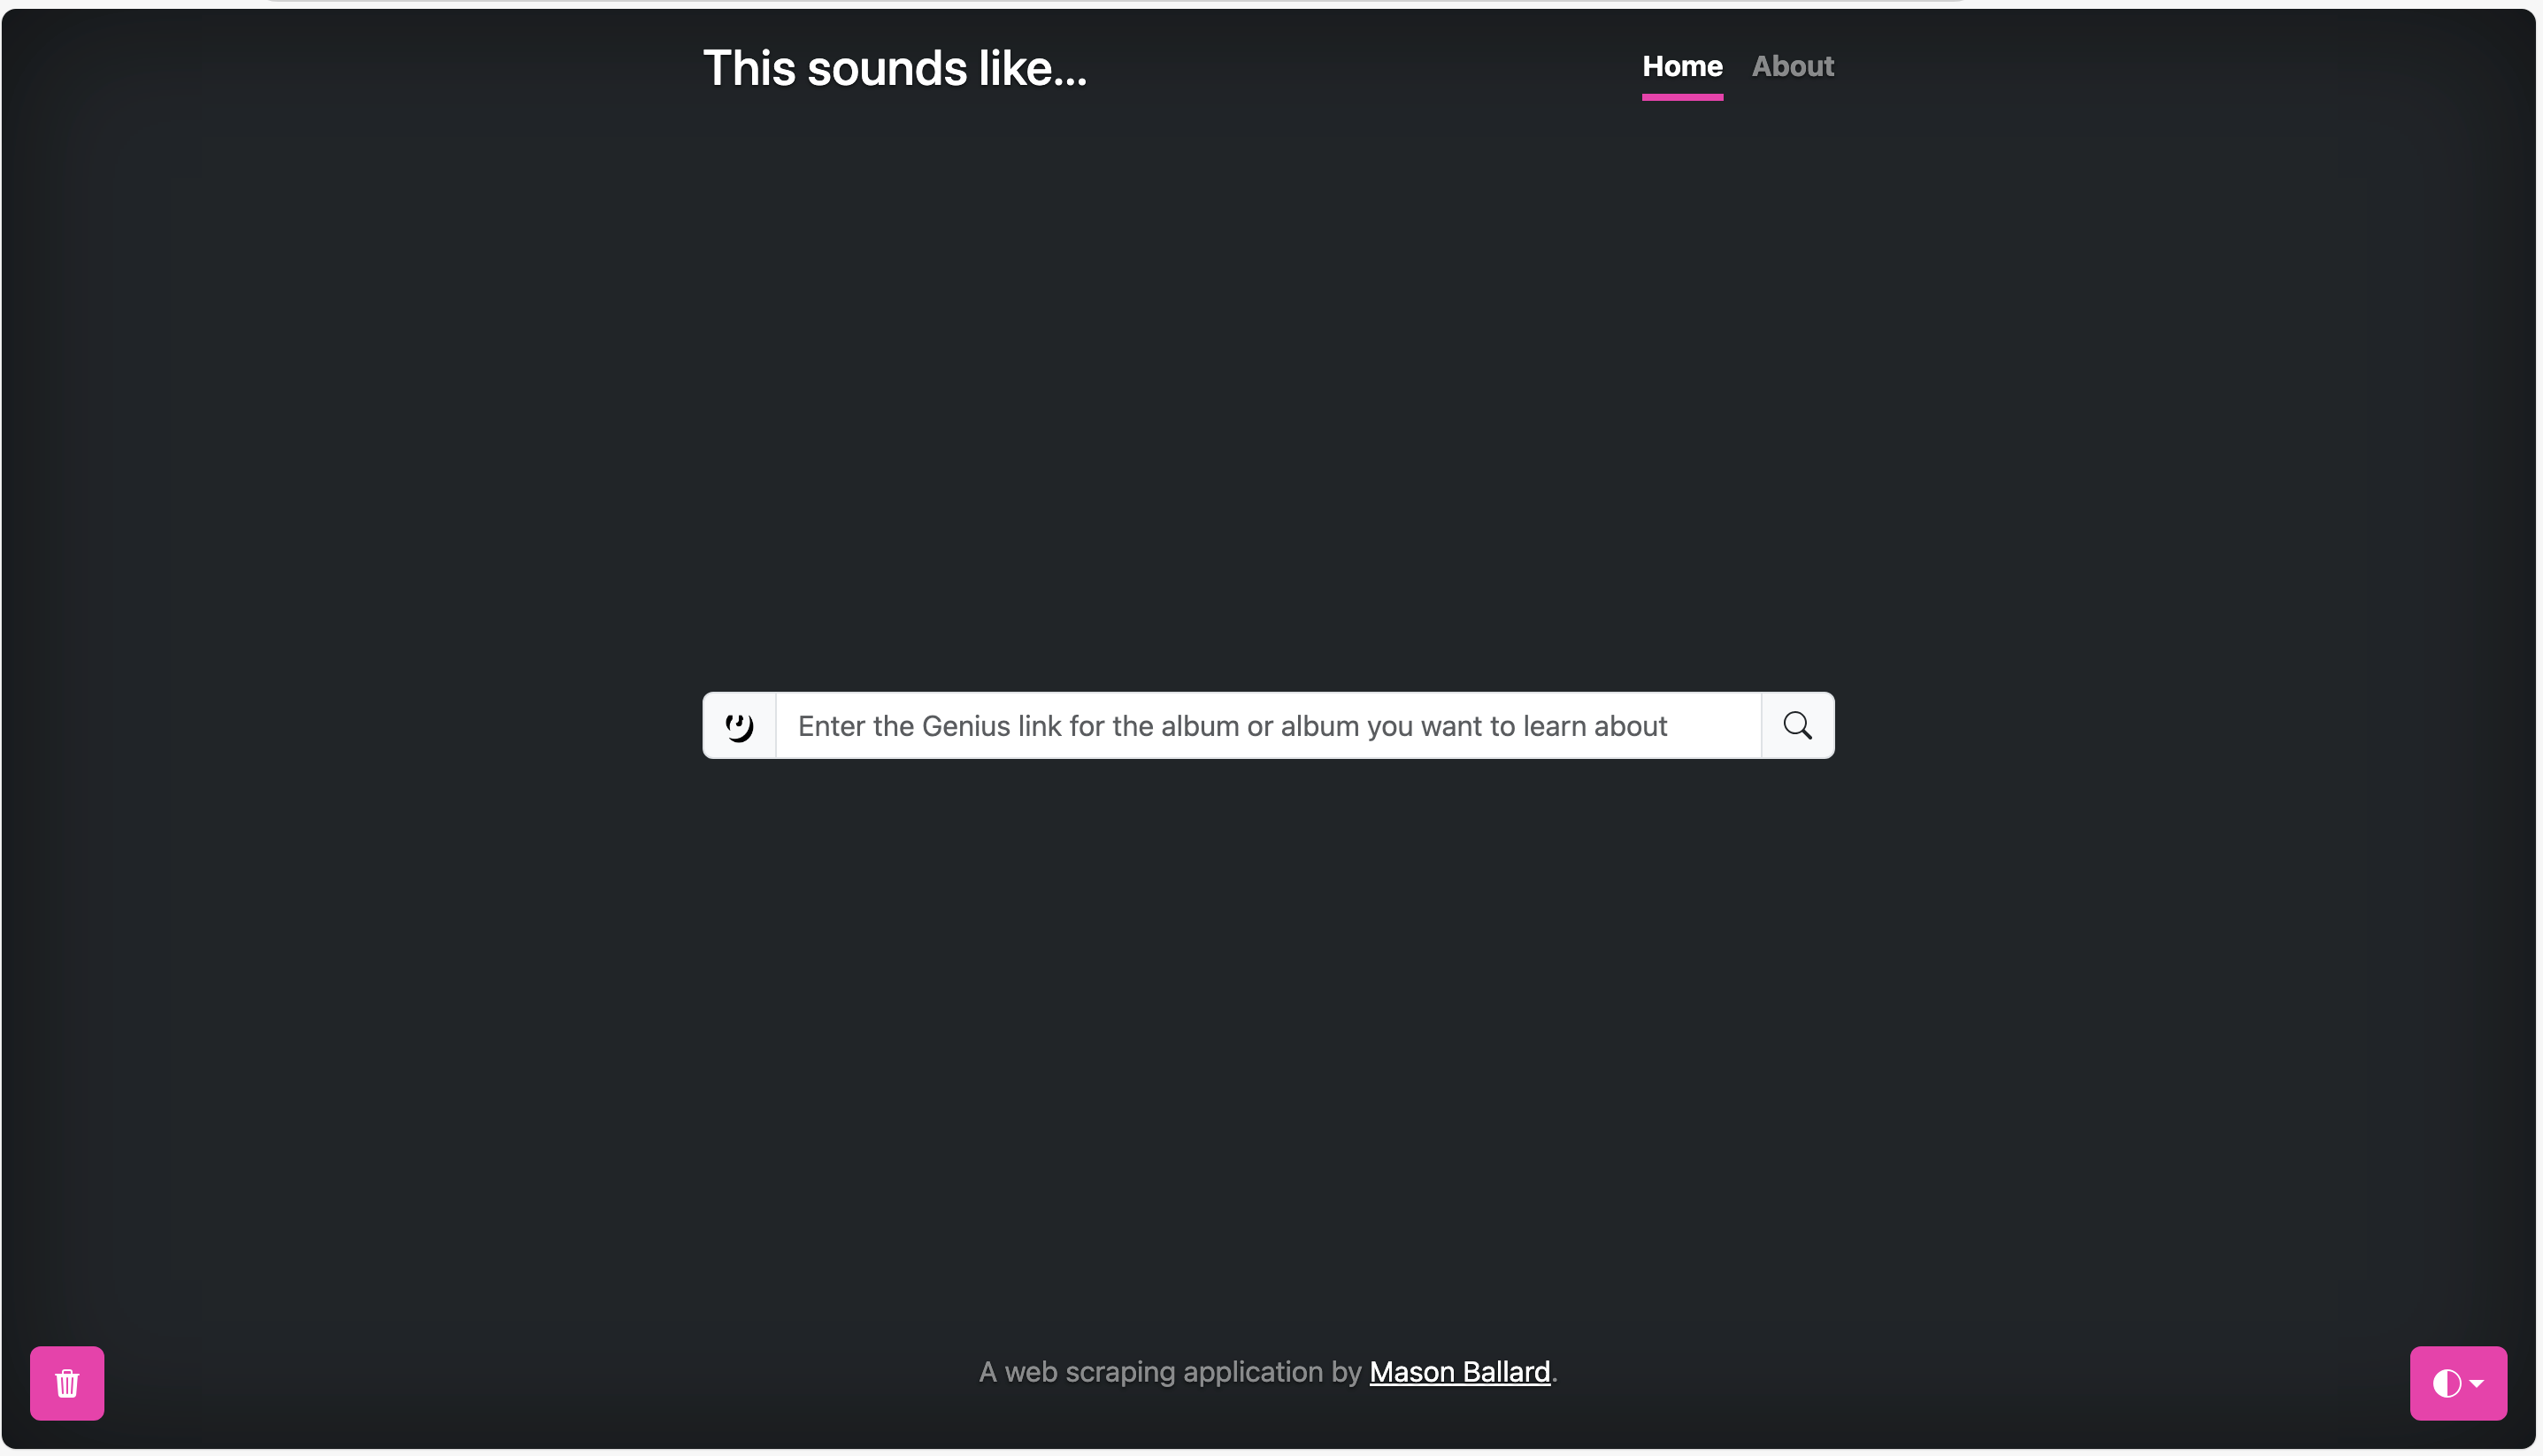 This sounds like...
Home About
Enter the Genius link for the album or album you want to learn about
A web scraping application by Mason Ballard.